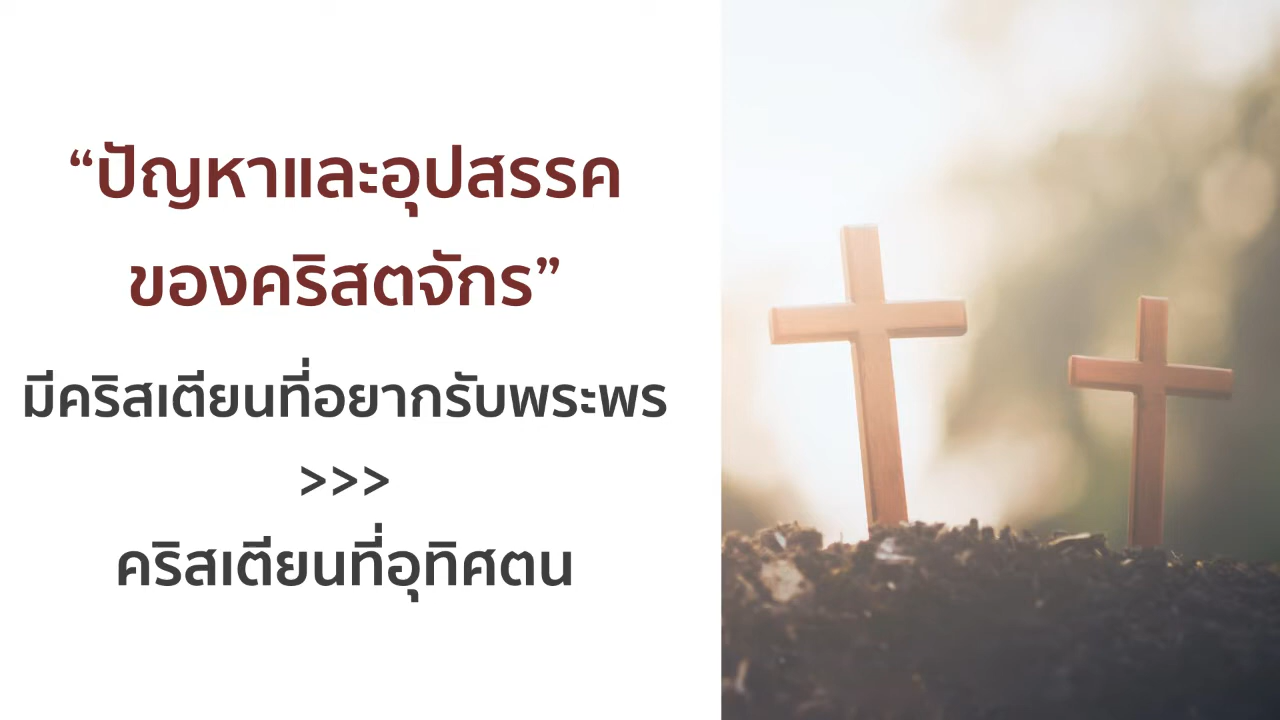 “ปัญหาและอุปสรรค
ของคริสตจักร”
มีคริสเตียนที่อยากรับพระพร
>>>
คริสเตียนที่อุทิศตน